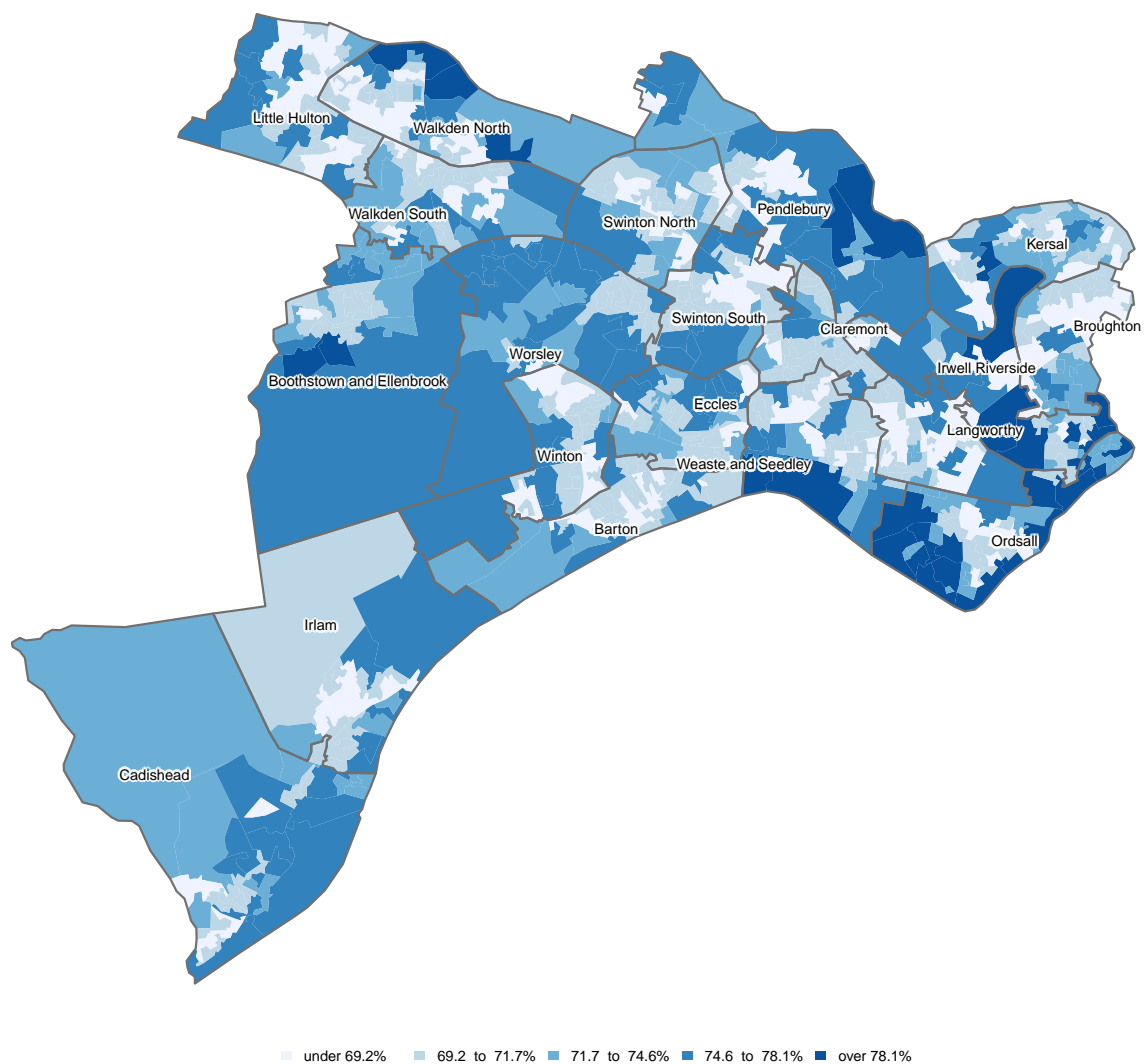 Little Hulton
Walkden North
Walkden South
Swinton North
Pendlebury
Kersal
Swinton South
Claremont
Broughton
Worsley
Irwell Riverside
Boothstown and Ellenbrook
Eccles
Langworthy
Winton
Weaste and Seedley
Barton
Ordsall
Irlam
Cadishead
under 69.2% 69.2 to 71.7% 71.7 to 74.6% 74.6 to 78.1% over 78.1%